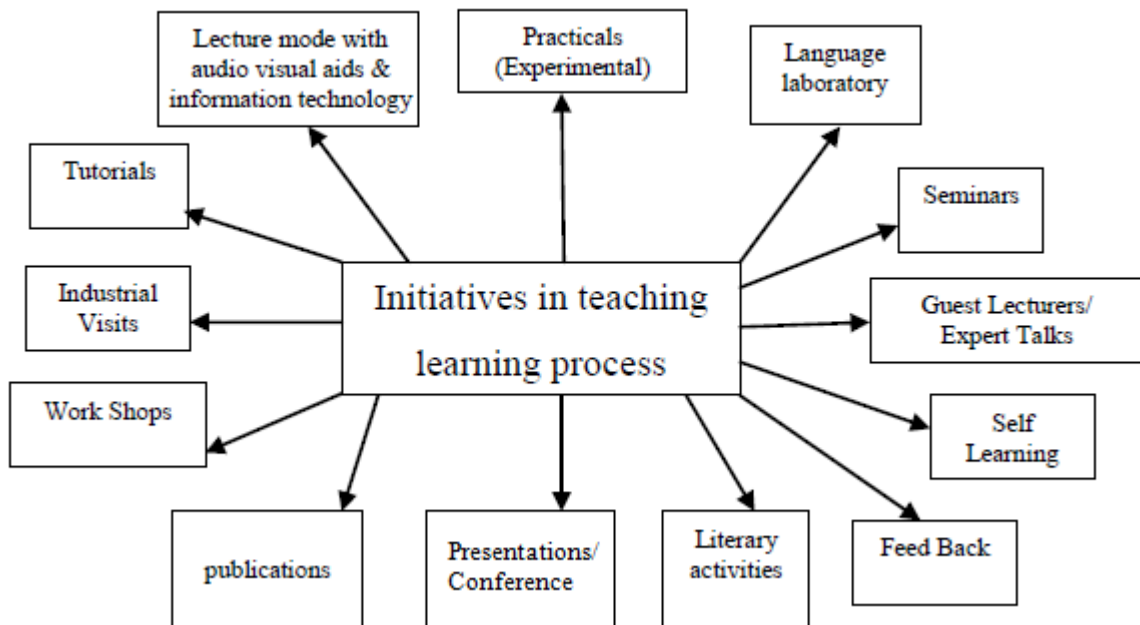 Lecture mode with
audio visual aids &
information technology
Practicals
(Experimental)
Language
laboratory
Tutorials
Seminars
Initiatives in teaching
learning process
Industrial
Visits
Guest Lecturers/
Expert Talks
Work Shops
Self
Learning
publications
Presentations/
Conference
Literary
activities
Feed Back